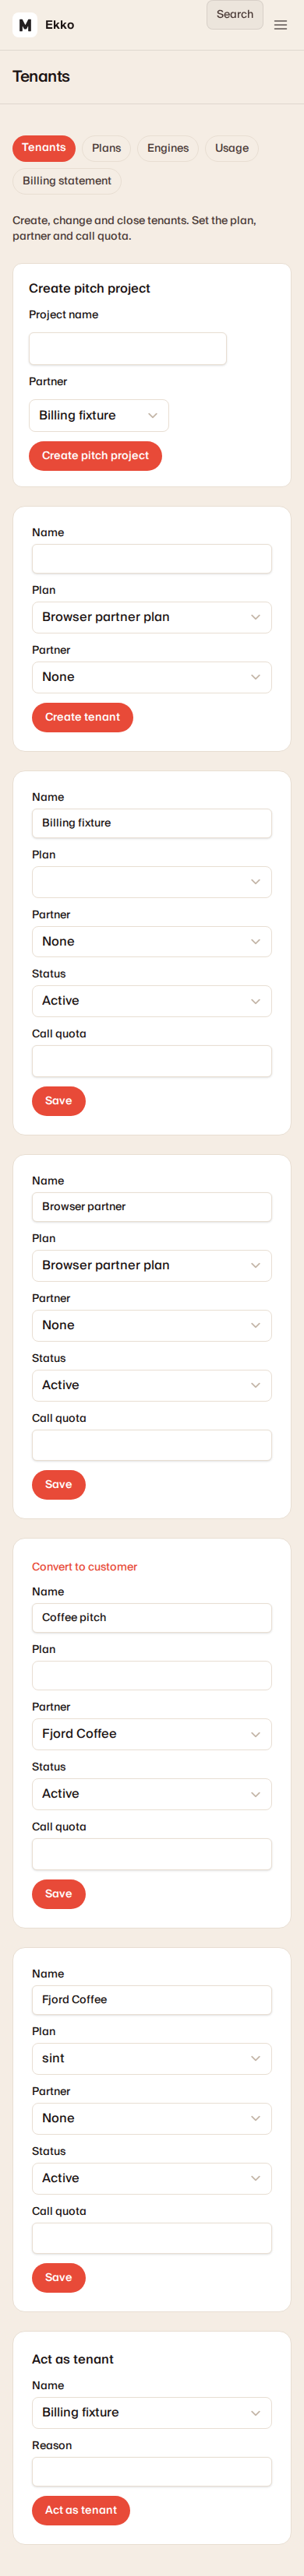 M Ekko Search
Tenants
Tenants Plans Engines Usage
Billing statement
Create, change and close tenants. Set the plan,
partner and call quota.
Create pitch project
Project name
Partner
Billing fixture
Create pitch project
Name
Plan
Browser partner plan
Partner
None
Create tenant
Name
Billing fixture
Plan
Partner
None
Status
Active
Call quota
Save
Name
Browser partner
Plan
Browser partner plan
Partner
None
Status
Active
Call quota
Save
Convert to customer
Name
Coffee pitch
Plan
Partner
Fjord Coffee
Status
Active
Call quota
Save
Name
Fjord Coffee
Plan
sint
Partner
None
Status
Active
Call quota
Save
Act as tenant
Name
Billing fixture
Reason
Act as tenant